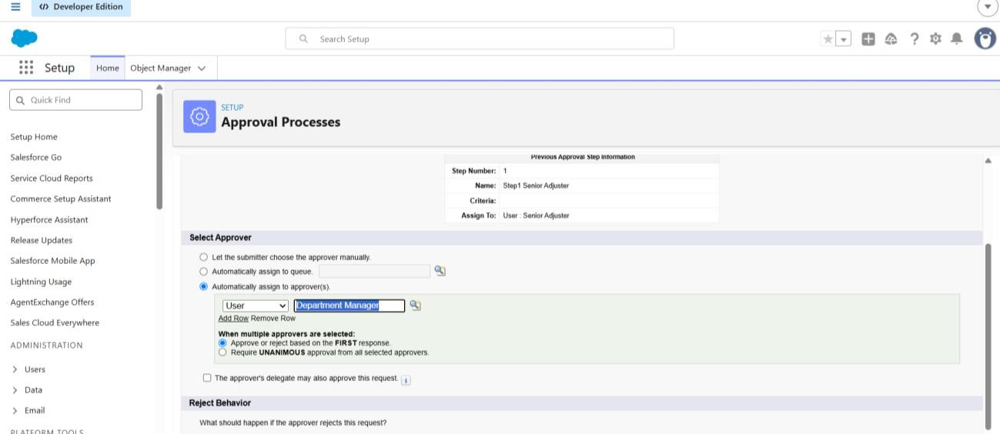 </> Developer Edition
Search Setup
Setup Home Object Manager
Quick Find
Setup Home
Salesforce Go
Service Cloud Reports
Commerce Setup Assistant
Hyperforce Assistant
Release Updates
Salesforce Mobile App
Lightning Usage
AgentExchange Offers
Sales Cloud Everywhere
ADMINISTRATION
Users
Data
Email
PLATFORM TOOLS
SETUP
Approval Processes
Previous Approval Step Information
Step Number: 1
Name: Step1 Senior Adjuster
Criteria:
Assign To: User : Senior Adjuster
Select Approver
Let the submitter choose the approver manually.
Automatically assign to queue.
Automatically assign to approver(s).
User Department Manager
Add Row Remove Row
When multiple approvers are selected:
Approve or reject based on the FIRST response.
Require UNANIMOUS approval from all selected approvers.
The approver's delegate may also approve this request. i
Reject Behavior
What should happen if the approver rejects this request?